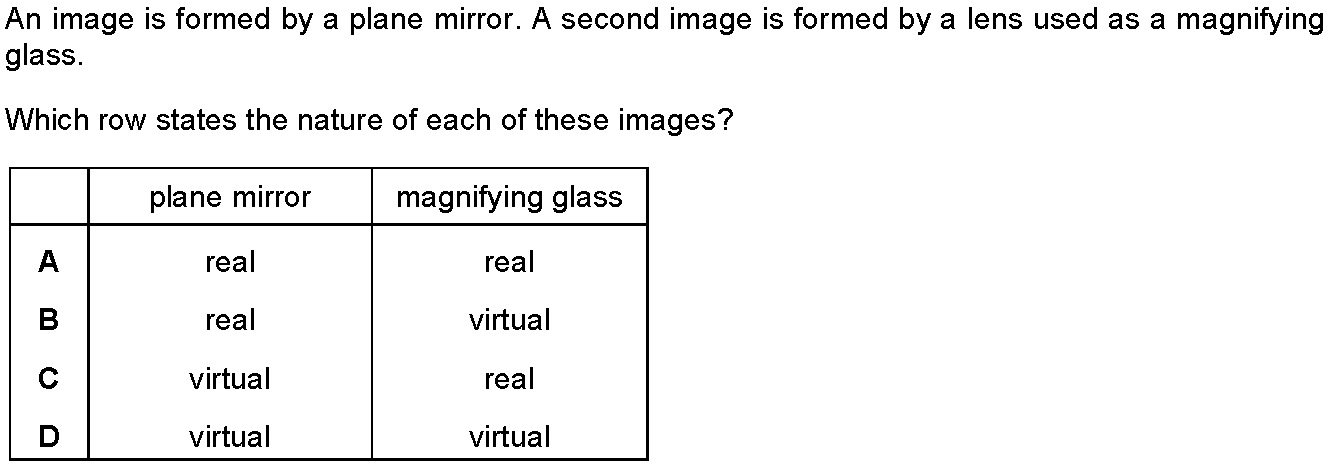 An image is formed by a plane mirror. A second image is formed by a lens used as a magnifying
glass.
Which row states the nature of each of these images?
plane mirror magnifying glass
A real real
B real virtual
C virtual real
D virtual virtual